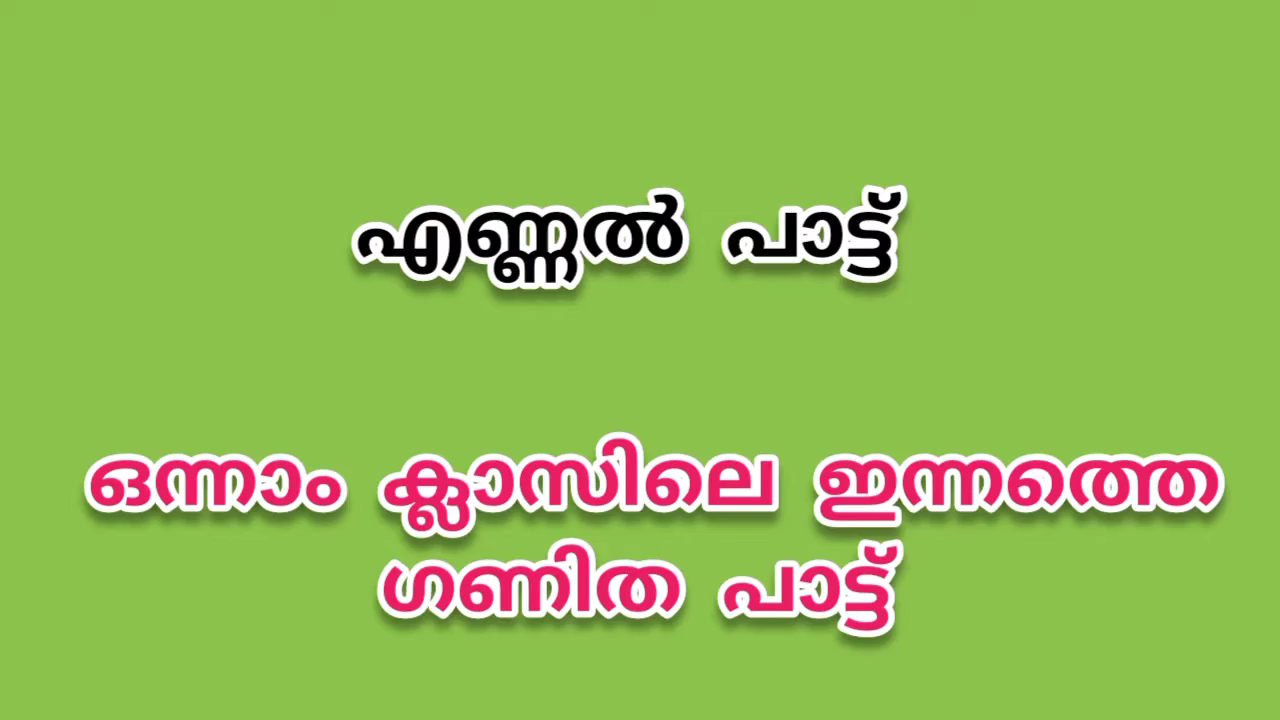 എണ്ണൽ പാട്ട്
ഒന്നാം ക്ലാസിലെ ഇന്നത്തെ
ഗണിത പാട്ട്